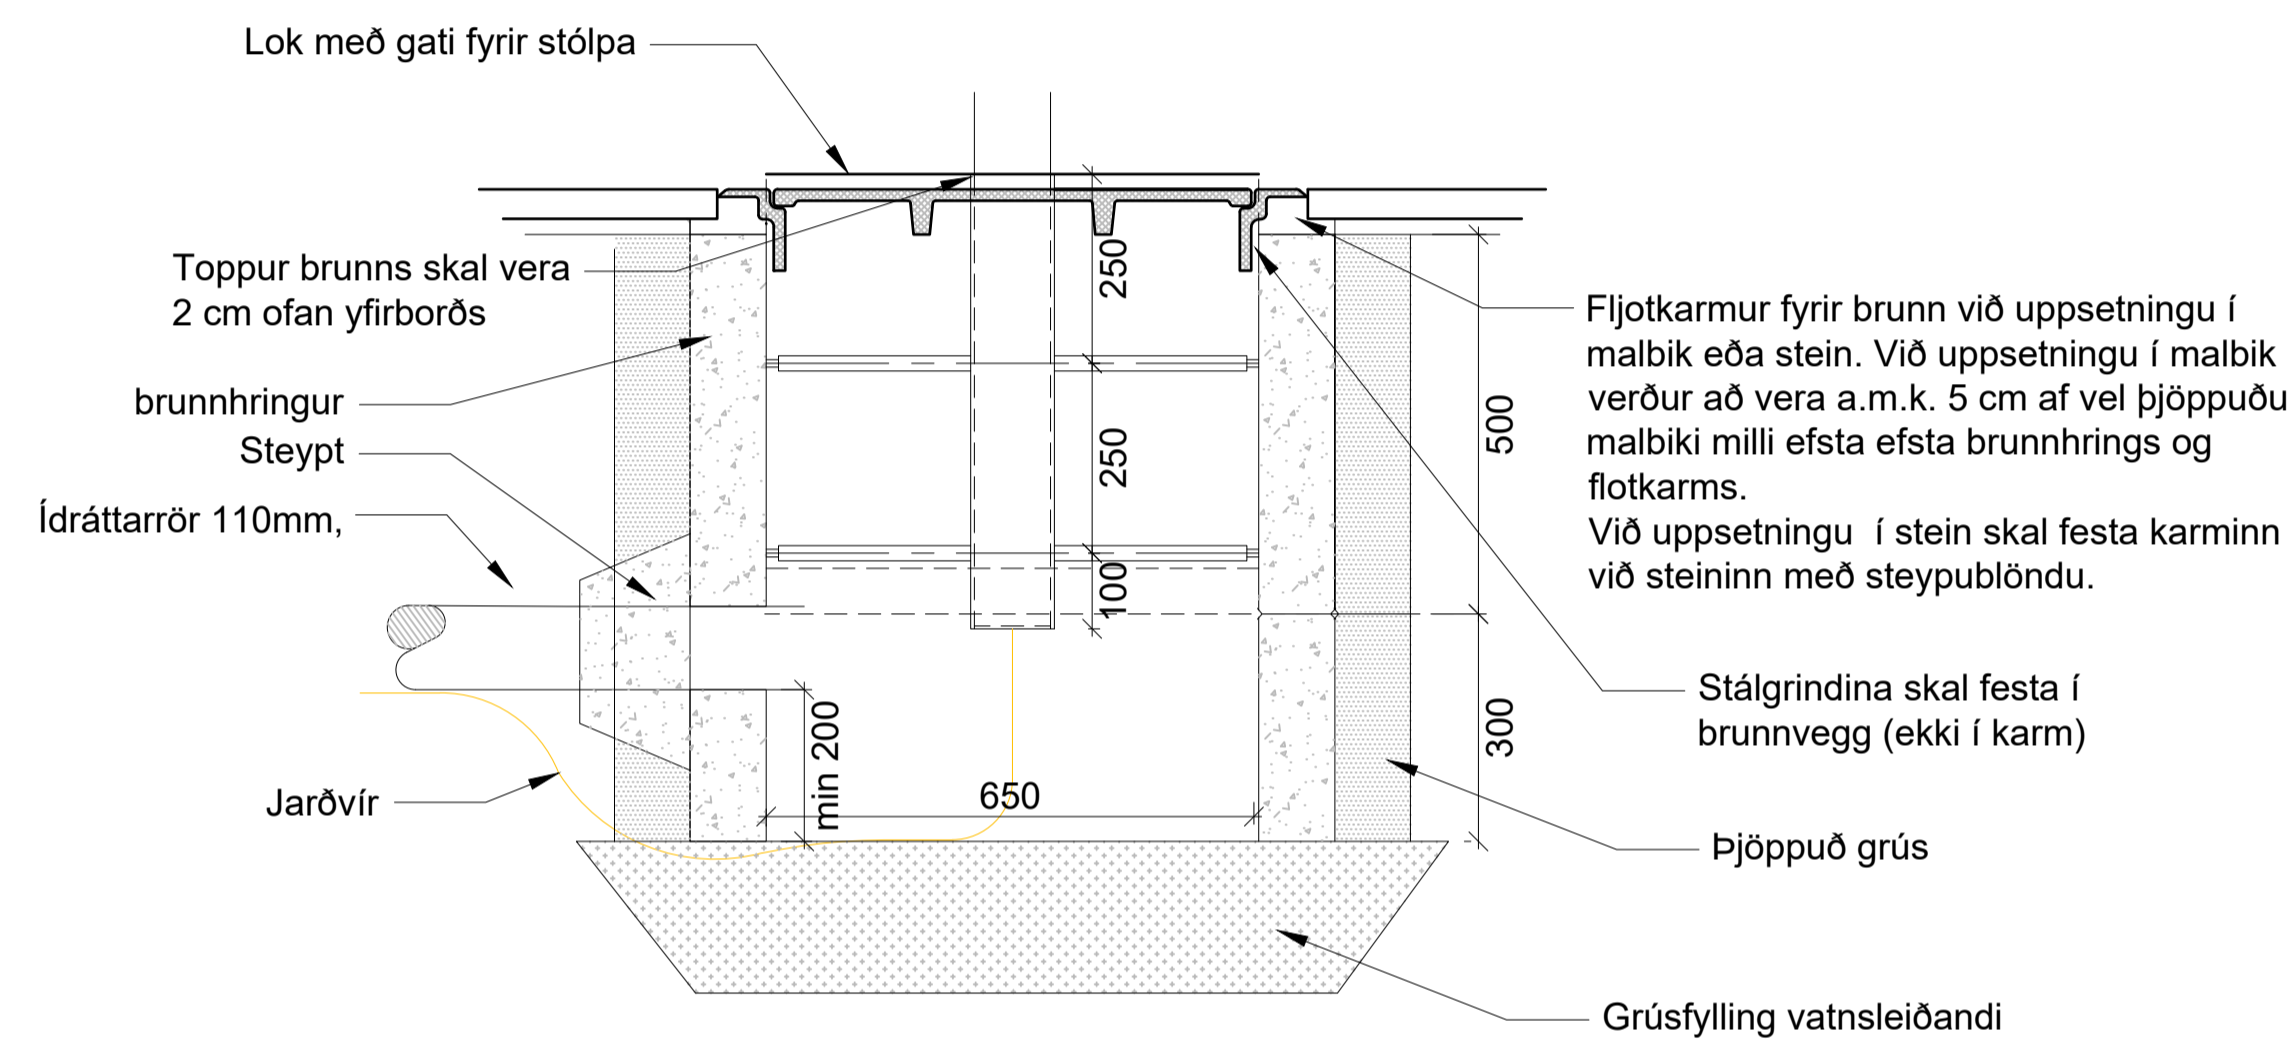 Lok með gati fyrir stólpa
Toppur brunns skal vera
2 cm ofan yfirborðs
brunnhringur
Steypt
Ídráttarrör 110mm,
Jarðvír
250
250
100
min 200
650
500
300
Fljotkarmur fyrir brunn við uppsetningu í
malbik eða stein. Við uppsetningu í malbik
verður að vera a.m.k. 5 cm af vel þjöppuðu
malbiki milli efsta efsta brunnhrings og
flotkarms.
Við uppsetningu í stein skal festa karminn
við steininn með steypublöndu.
Stálgrindina skal festa í
brunnvegg (ekki í karm)
Þjöppuð grús
Grúsfylling vatnsleiðandi